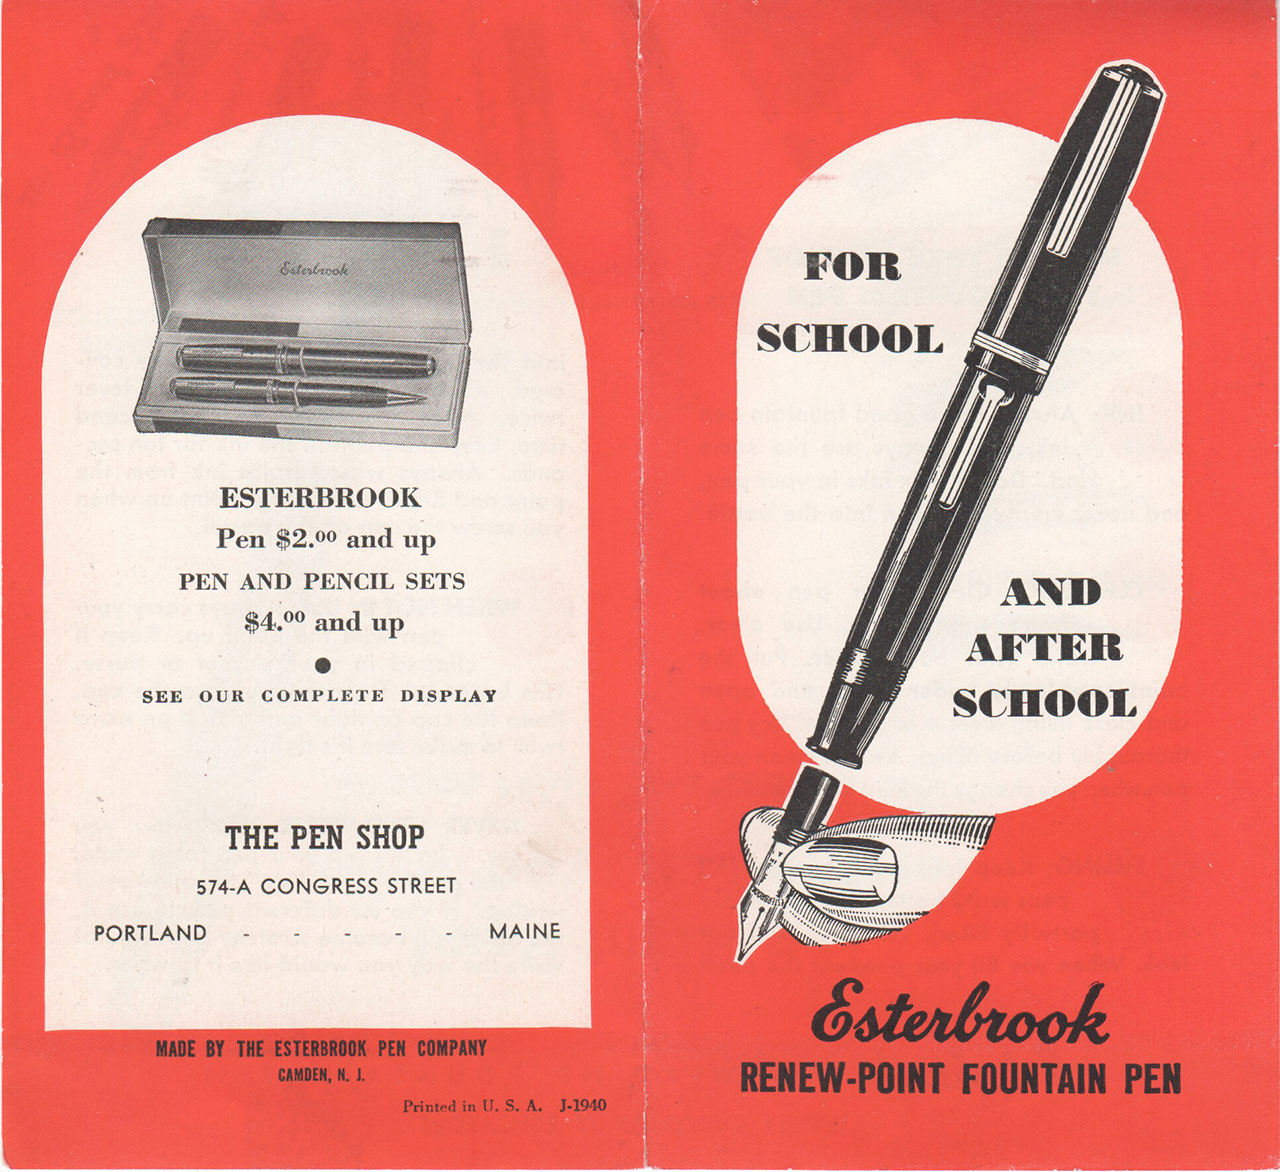 Esterbrook
ESTERBROOK
Pen $2.00 and up
PEN AND PENCIL SETS
$4.00 and up
●
SEE OUR COMPLETE DISPLAY
THE PEN SHOP
574-A CONGRESS STREET
PORTLAND - - - - - - MAINE
MADE BY THE ESTERBROOK PEN COMPANY
CAMDEN, N. J.
Printed in U. S. A. J-1940
FOR
SCHOOL
AND
AFTER
SCHOOL
Esterbrook
RENEW-POINT FOUNTAIN PEN